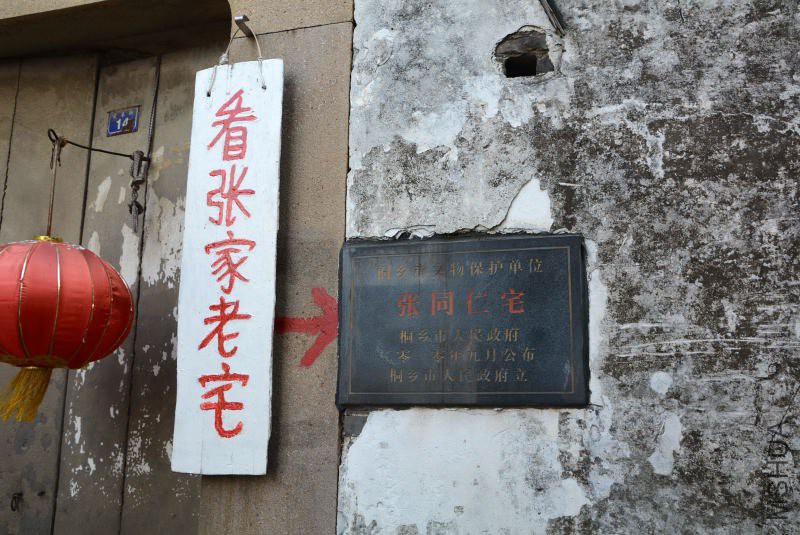 看张家老宅
14
桐乡市文物保护单位
张同仁宅
桐乡市人民政府
零零年九月公布
桐乡市人民政府立